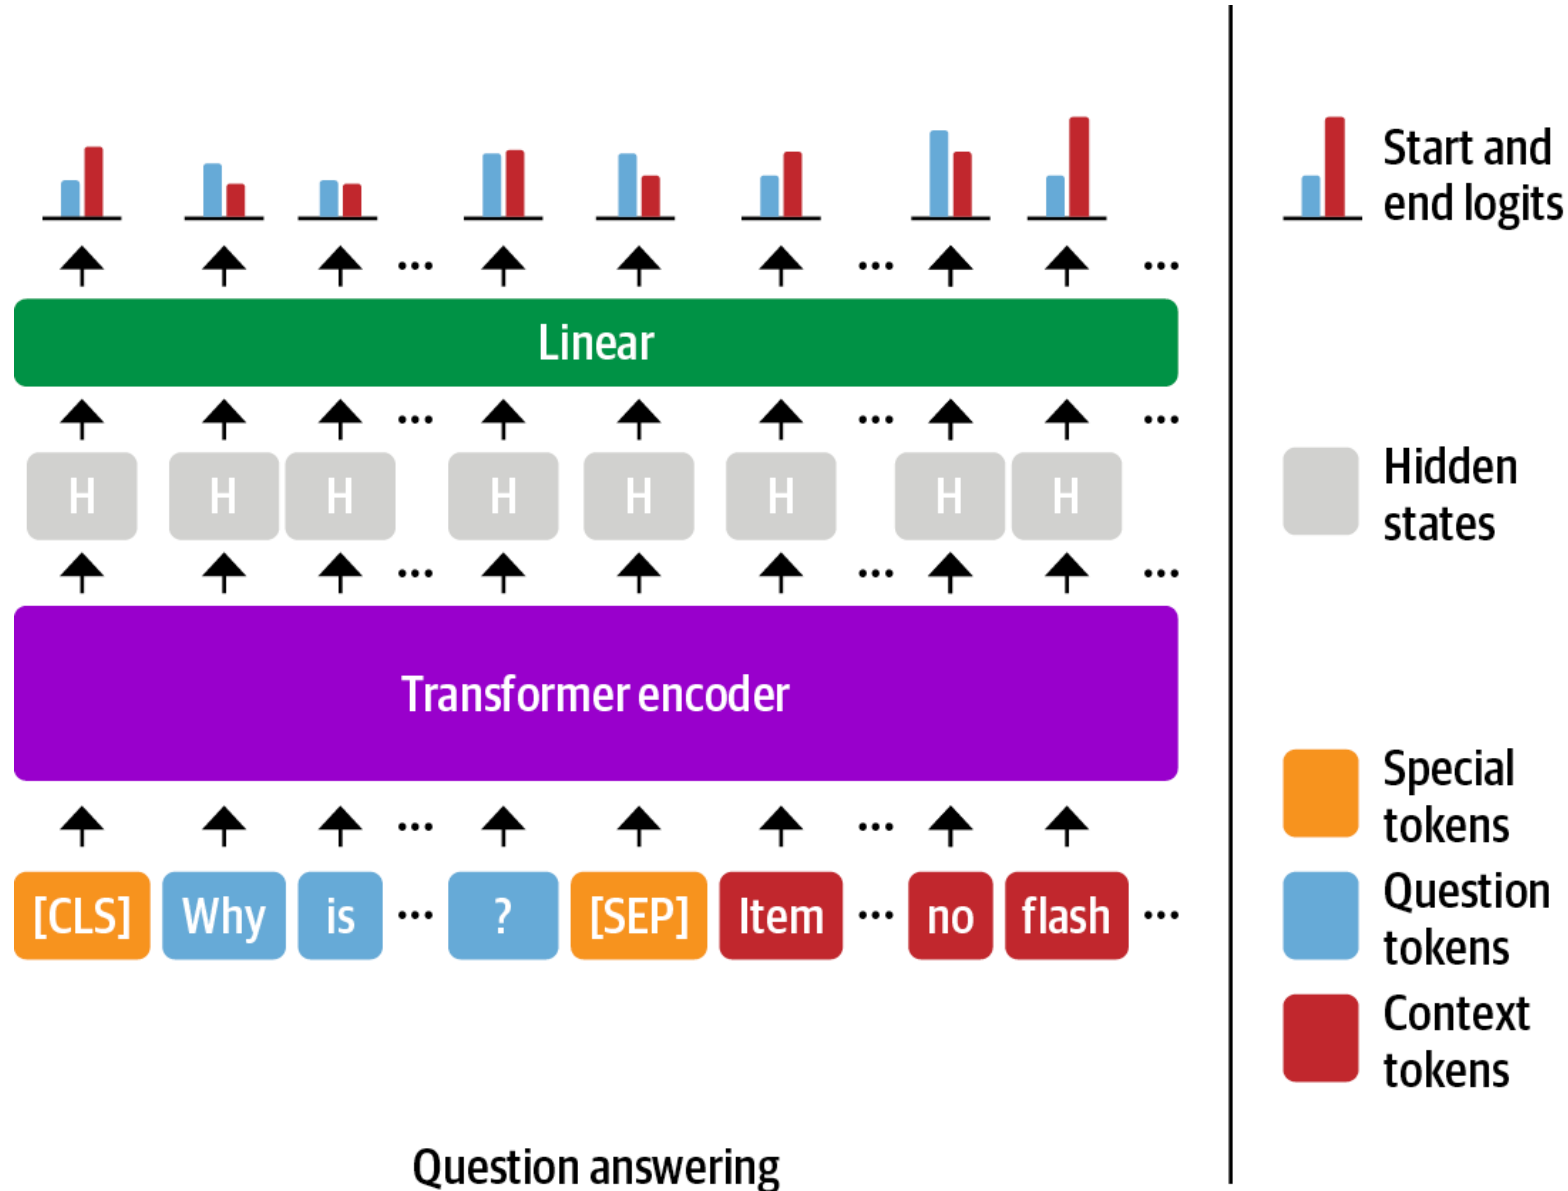 Start and
end logits
... ... ...
Linear
... ... ...
H H H H H H H H
Hidden
states
... ... ...
Transformer encoder
... ...
[CLS] Why is ... ? [SEP] Item ... no flash ...
Special
tokens
Question
tokens
Context
tokens
Question answering